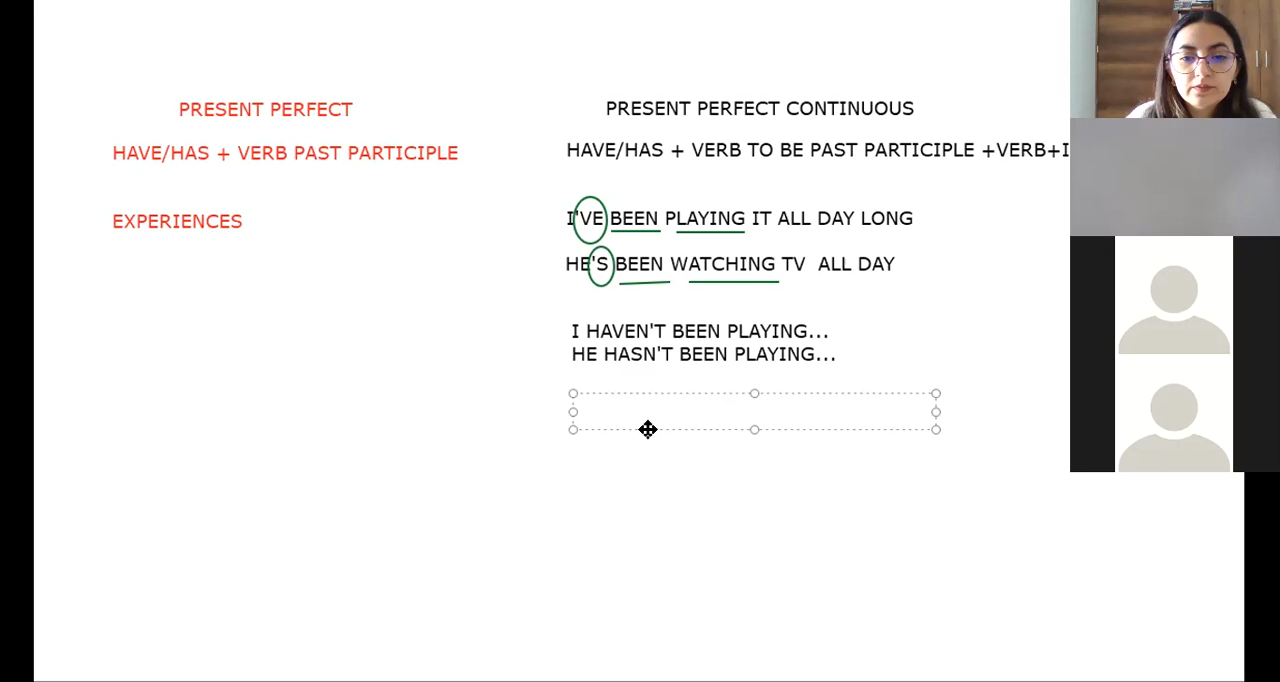 PRESENT PERFECT
HAVE/HAS + VERB PAST PARTICIPLE
EXPERIENCES
PRESENT PERFECT CONTINUOUS
HAVE/HAS + VERB TO BE PAST PARTICIPLE +VERB+I
I'VE BEEN PLAYING IT ALL DAY LONG
HE'S BEEN WATCHING TV ALL DAY
I HAVEN'T BEEN PLAYING...
HE HASN'T BEEN PLAYING...